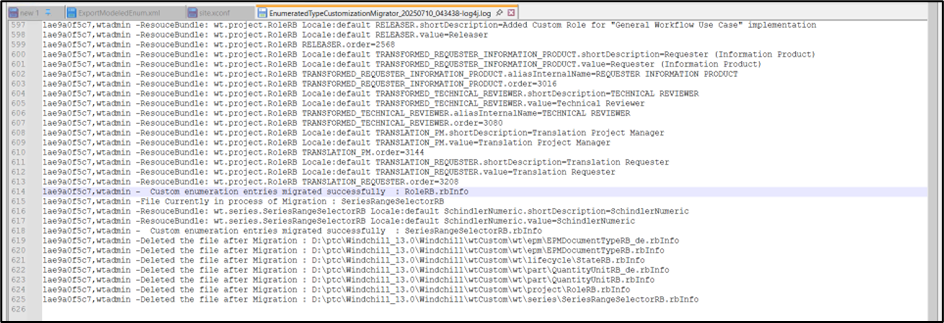 new 1
ExportModeledEnum.xml
site.xconf
EnumeratedTypeCustomizationMigrator_20250710_043438-log4j.log
597 1ae9a0f5c7,wtadmin -ResouceBundle: wt.project.RoleRB Locale:default RELEASER.shortDescription=Added Custom Role for "General Workflow Use Case" implementation
598 1ae9a0f5c7,wtadmin -ResouceBundle: wt.project.RoleRB Locale:default RELEASER.value=Releaser
599 1ae9a0f5c7,wtadmin -ResouceBundle: wt.project.RoleRB RELEASER.order=2568
600 1ae9a0f5c7,wtadmin -ResouceBundle: wt.project.RoleRB Locale:default TRANSFORMED_REQUESTER_INFORMATION_PRODUCT.shortDescription=Requester (Information Product)
601 1ae9a0f5c7,wtadmin -ResouceBundle: wt.project.RoleRB Locale:default TRANSFORMED_REQUESTER_INFORMATION_PRODUCT.value=Requester (Information Product)
602 1ae9a0f5c7,wtadmin -ResouceBundle: wt.project.RoleRB TRANSFORMED_REQUESTER_INFORMATION_PRODUCT.aliasInternalName=REQUESTER INFORMATION PRODUCT
603 1ae9a0f5c7,wtadmin -ResouceBundle: wt.project.RoleRB TRANSFORMED_REQUESTER_INFORMATION_PRODUCT.order=3016
604 1ae9a0f5c7,wtadmin -ResouceBundle: wt.project.RoleRB Locale:default TRANSFORMED_TECHNICAL_REVIEWER.shortDescription=TECHNICAL REVIEWER
605 1ae9a0f5c7,wtadmin -ResouceBundle: wt.project.RoleRB Locale:default TRANSFORMED_TECHNICAL_REVIEWER.value=Technical Reviewer
606 1ae9a0f5c7,wtadmin -ResouceBundle: wt.project.RoleRB TRANSFORMED_TECHNICAL_REVIEWER.aliasInternalName=TECHNICAL REVIEWER
607 1ae9a0f5c7,wtadmin -ResouceBundle: wt.project.RoleRB TRANSFORMED_TECHNICAL_REVIEWER.order=3080
608 1ae9a0f5c7,wtadmin -ResouceBundle: wt.project.RoleRB Locale:default TRANSLATION_PM.shortDescription=Translation Project Manager
609 1ae9a0f5c7,wtadmin -ResouceBundle: wt.project.RoleRB Locale:default TRANSLATION_PM.value=Translation Project Manager
610 1ae9a0f5c7,wtadmin -ResouceBundle: wt.project.RoleRB TRANSLATION_PM.order=3144
611 1ae9a0f5c7,wtadmin -ResouceBundle: wt.project.RoleRB Locale:default TRANSLATION_REQUESTER.shortDescription=Translation Requester
612 1ae9a0f5c7,wtadmin -ResouceBundle: wt.project.RoleRB Locale:default TRANSLATION_REQUESTER.value=Translation Requester
613 1ae9a0f5c7,wtadmin -ResouceBundle: wt.project.RoleRB TRANSLATION_REQUESTER.order=3208
614 1ae9a0f5c7,wtadmin - Custom enumeration entries migrated successfully : RoleRB.rbInfo
615 1ae9a0f5c7,wtadmin -File Currently in process of Migration : SeriesRangeSelectorRB
616 1ae9a0f5c7,wtadmin -ResouceBundle: wt.series.SeriesRangeSelectorRB Locale:default SchindlerNumeric.shortDescription=SchindlerNumeric
617 1ae9a0f5c7,wtadmin -ResouceBundle: wt.series.SeriesRangeSelectorRB Locale:default SchindlerNumeric.value=SchindlerNumeric
618 1ae9a0f5c7,wtadmin - Custom enumeration entries migrated successfully : SeriesRangeSelectorRB.rbInfo
619 1ae9a0f5c7,wtadmin -Deleted the file after Migration : D:\ptc\Windchill_13.0\Windchill\wtCustom\wt\epm\EPMDocumentTypeRB_de.rbInfo
620 1ae9a0f5c7,wtadmin -Deleted the file after Migration : D:\ptc\Windchill_13.0\Windchill\wtCustom\wt\epm\EPMDocumentTypeRB.rbInfo
621 1ae9a0f5c7,wtadmin -Deleted the file after Migration : D:\ptc\Windchill_13.0\Windchill\wtCustom\wt\lifecycle\StateRB.rbInfo
622 1ae9a0f5c7,wtadmin -Deleted the file after Migration : D:\ptc\Windchill_13.0\Windchill\wtCustom\wt\part\QuantityUnitRB_de.rbInfo
623 1ae9a0f5c7,wtadmin -Deleted the file after Migration : D:\ptc\Windchill_13.0\Windchill\wtCustom\wt\part\QuantityUnitRB.rbInfo
624 1ae9a0f5c7,wtadmin -Deleted the file after Migration : D:\ptc\Windchill_13.0\Windchill\wtCustom\wt\project\RoleRB.rbInfo
625 1ae9a0f5c7,wtadmin -Deleted the file after Migration : D:\ptc\Windchill_13.0\Windchill\wtCustom\wt\series\SeriesRangeSelectorRB.rbInfo
626